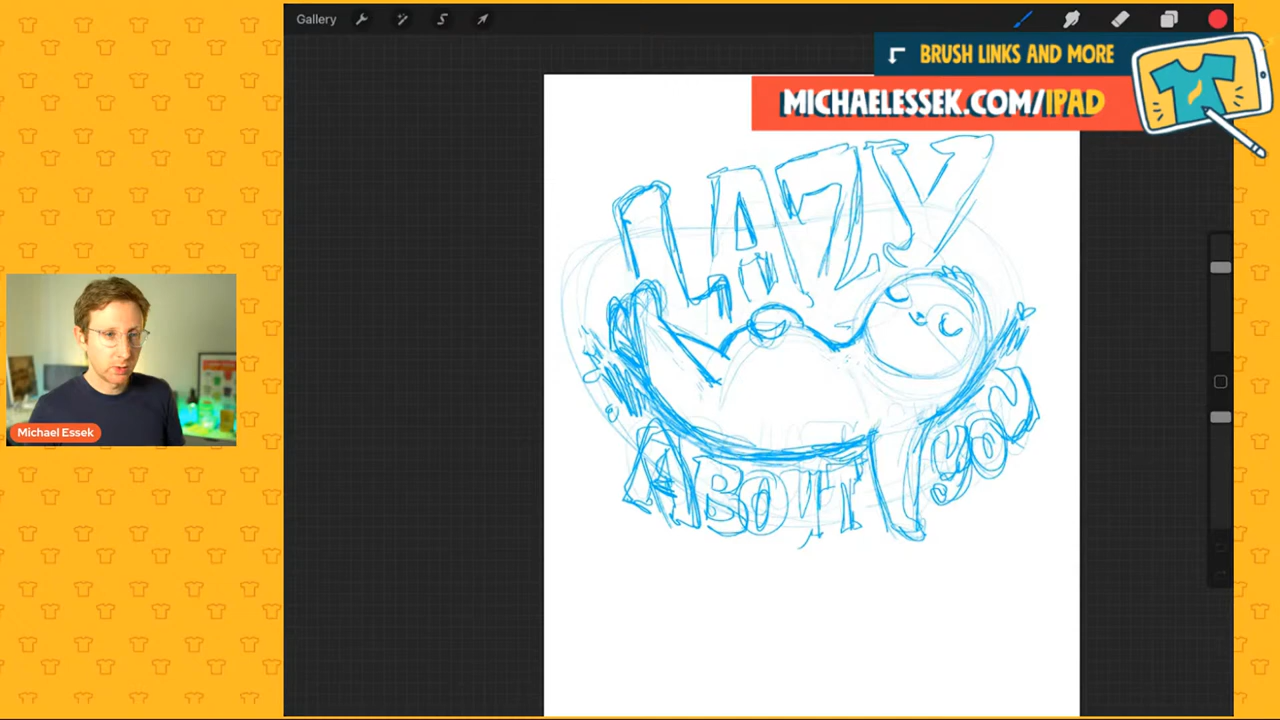 Gallery
BRUSH LINKS AND MORE
MICHAELESSEK.COM/IPAD
LAZY
Michael Essek
ABOUT you